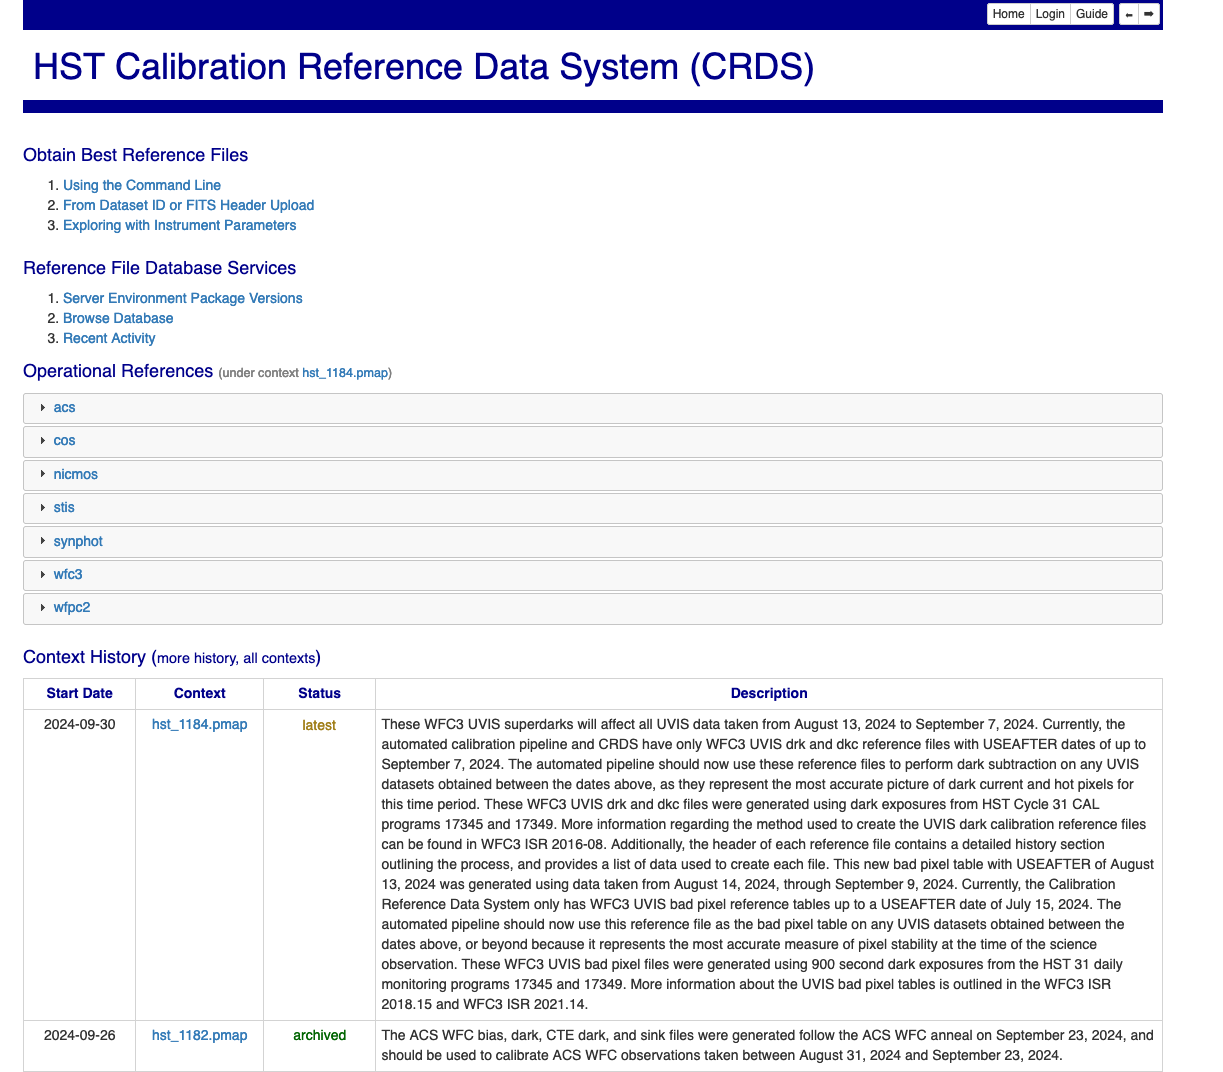 Home Login Guide ⬅ ➡
HST Calibration Reference Data System (CRDS)
Obtain Best Reference Files
1. Using the Command Line
2. From Dataset ID or FITS Header Upload
3. Exploring with Instrument Parameters
Reference File Database Services
1. Server Environment Package Versions
2. Browse Database
3. Recent Activity
Operational References (under context hst_1184.pmap)
acs
cos
nicmos
stis
synphot
wfc3
wfpc2
Context History (more history, all contexts)
Start Date Context Status Description
2024-09-30 hst_1184.pmap latest These WFC3 UVIS superdarks will affect all UVIS data taken from August 13, 2024 to September 7, 2024. Currently, the
automated calibration pipeline and CRDS have only WFC3 UVIS drk and dkc reference files with USEAFTER dates of up to
September 7, 2024. The automated pipeline should now use these reference files to perform dark subtraction on any UVIS
datasets obtained between the dates above, as they represent the most accurate picture of dark current and hot pixels for
this time period. These WFC3 UVIS drk and dkc files were generated using dark exposures from HST Cycle 31 CAL
programs 17345 and 17349. More information regarding the method used to create the UVIS dark calibration reference files
can be found in WFC3 ISR 2016-08. Additionally, the header of each reference file contains a detailed history section
outlining the process, and provides a list of data used to create each file. This new bad pixel table with USEAFTER of August
13, 2024 was generated using data taken from August 14, 2024, through September 9, 2024. Currently, the Calibration
Reference Data System only has WFC3 UVIS bad pixel reference tables up to a USEAFTER date of July 15, 2024. The
automated pipeline should now use this reference file as the bad pixel table on any UVIS datasets obtained between the
dates above, or beyond because it represents the most accurate measure of pixel stability at the time of the science
observation. These WFC3 UVIS bad pixel files were generated using 900 second dark exposures from the HST 31 daily
monitoring programs 17345 and 17349. More information about the UVIS bad pixel tables is outlined in the WFC3 ISR
2018.15 and WFC3 ISR 2021.14.
2024-09-26 hst_1182.pmap archived The ACS WFC bias, dark, CTE dark, and sink files were generated follow the ACS WFC anneal on September 23, 2024, and
should be used to calibrate ACS WFC observations taken between August 31, 2024 and September 23, 2024.